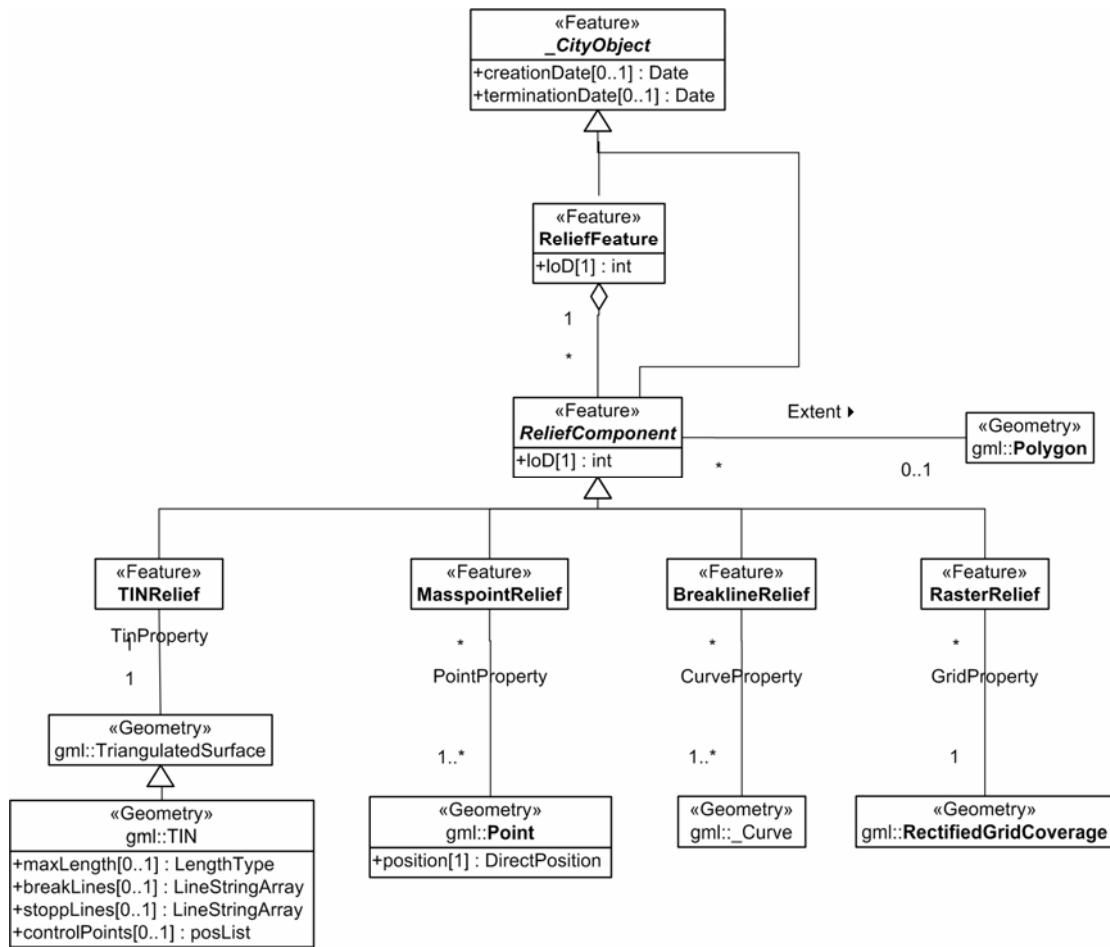 «Feature»
_CityObject
+creationDate[0..1] : Date
+terminationDate[0..1] : Date
«Feature»
ReliefFeature
+loD[1] : int
1
*
«Feature»
ReliefComponent
+loD[1] : int
Extent ▶
*
0..1
«Geometry»
gml::Polygon
«Feature»
TINRelief
«Feature»
MasspointRelief
«Feature»
BreaklineRelief
«Feature»
RasterRelief
TinProperty
1
1
*
PointProperty
1..*
*
CurveProperty
1..*
*
GridProperty
1
«Geometry»
gml::TriangulatedSurface
«Geometry»
gml::TIN
+maxLength[0..1] : LengthType
+breakLines[0..1] : LineStringArray
+stoppLines[0..1] : LineStringArray
+controlPoints[0..1] : posList
«Geometry»
gml::Point
+position[1] : DirectPosition
«Geometry»
gml::_Curve
«Geometry»
gml::RectifiedGridCoverage